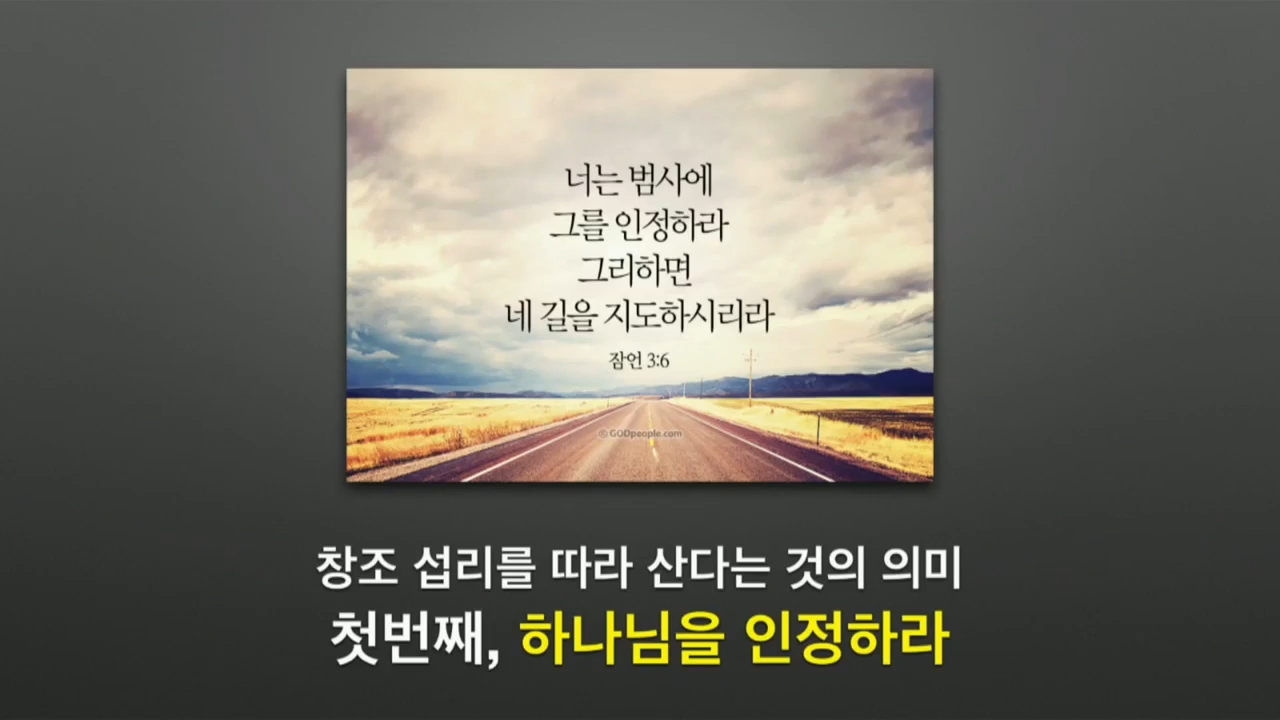 너는 범사에
그를 인정하라
그리하면
네 길을 지도하시리라
잠언 3:6
© GODpeople.com
창조 섭리를 따라 산다는 것의 의미
첫번째, 하나님을 인정하라